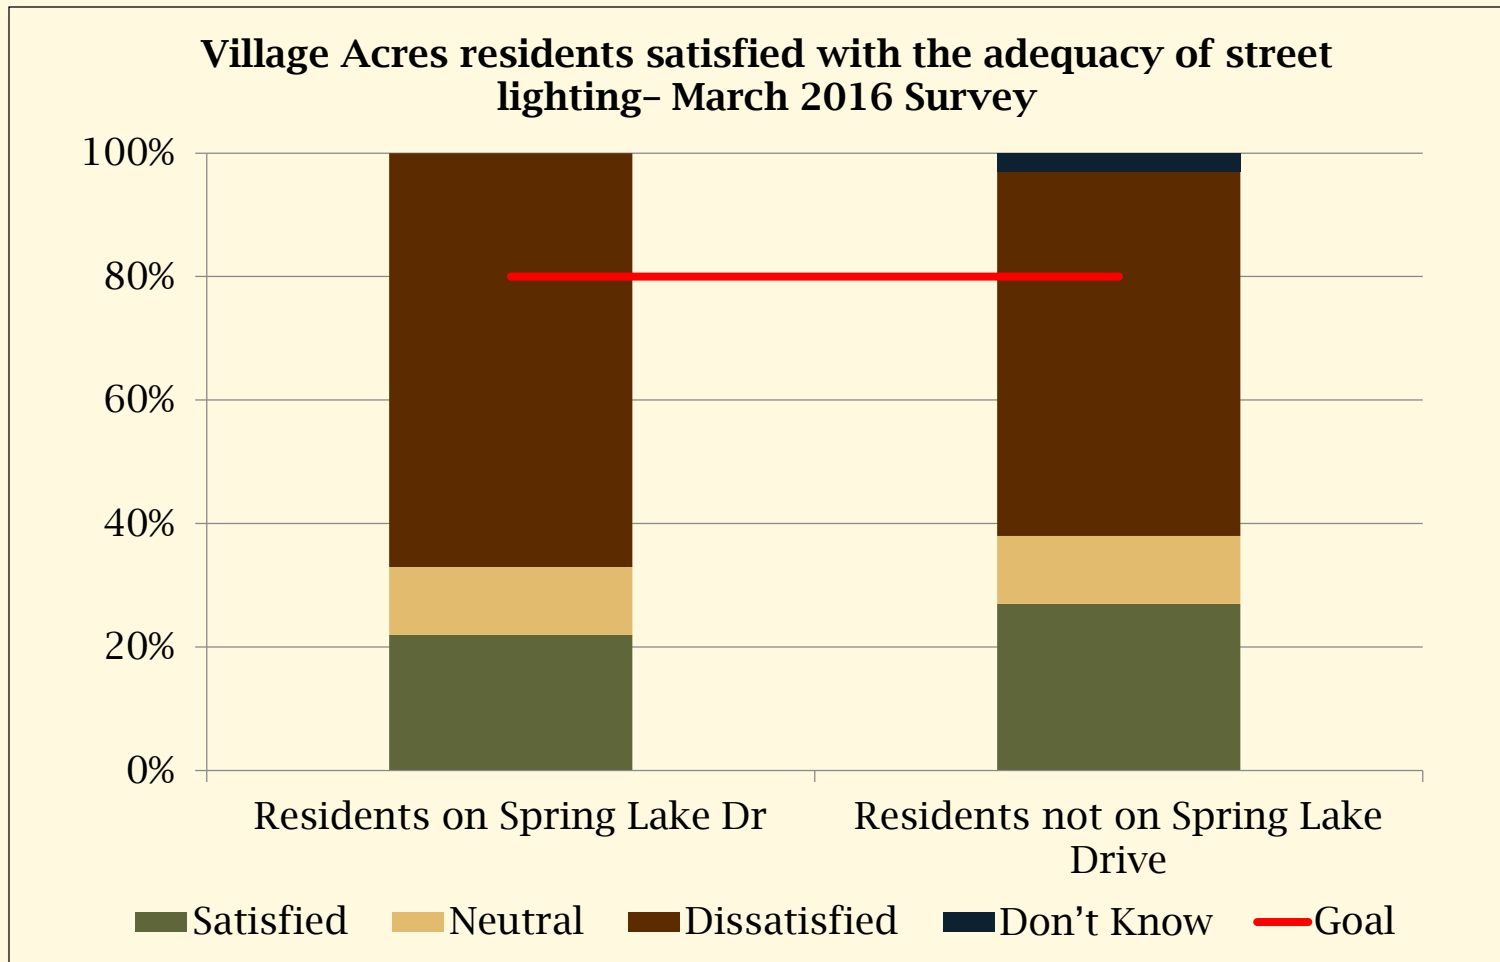 Village Acres residents satisfied with the adequacy of street
lighting– March 2016 Survey
100%
80%
60%
40%
20%
0%
Residents on Spring Lake Dr
Residents not on Spring Lake
Drive
Satisfied
Neutral
Dissatisfied
Don’t Know
Goal